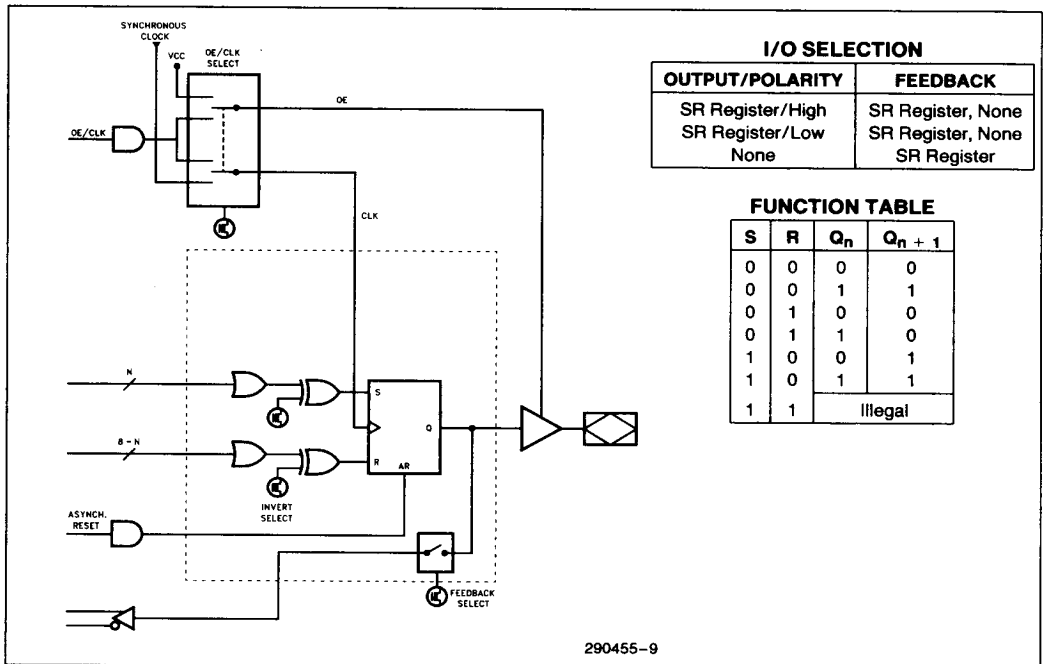 SYNCHRONOUS
CLOCK
VCC
OE/CLK
SELECT
OE
OE/CLK
CLK
N
S
Q
8 - N
R
AR
INVERT
SELECT
ASYNCH.
RESET
FEEDBACK
SELECT
I/O SELECTION
OUTPUT/POLARITY FEEDBACK
SR Register/High SR Register, None
SR Register/Low SR Register, None
None SR Register
FUNCTION TABLE
S R Qn Qn + 1
0 0 0 0
0 0 1 1
0 1 0 0
0 1 1 0
1 0 0 1
1 0 1 1
1 1 Illegal
290455-9